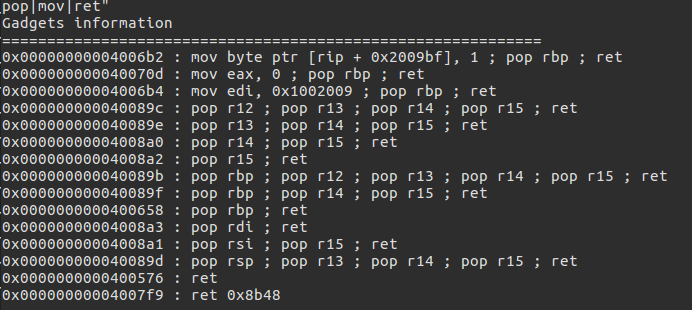 pop|mov|ret"
Gadgets information
============================================================
0x00000000004006b2 : mov byte ptr [rip + 0x2009bf], 1 ; pop rbp ; ret
0x000000000040070d : mov eax, 0 ; pop rbp ; ret
0x00000000004006b4 : mov edi, 0x1002009 ; pop rbp ; ret
0x000000000040089c : pop r12 ; pop r13 ; pop r14 ; pop r15 ; ret
0x000000000040089e : pop r13 ; pop r14 ; pop r15 ; ret
0x00000000004008a0 : pop r14 ; pop r15 ; ret
0x00000000004008a2 : pop r15 ; ret
0x000000000040089b : pop rbp ; pop r12 ; pop r13 ; pop r14 ; pop r15 ; ret
0x000000000040089f : pop rbp ; pop r14 ; pop r15 ; ret
0x0000000000400658 : pop rbp ; ret
0x00000000004008a3 : pop rdi ; ret
0x00000000004008a1 : pop rsi ; pop r15 ; ret
0x000000000040089d : pop rsp ; pop r13 ; pop r14 ; pop r15 ; ret
0x0000000000400576 : ret
0x00000000004007f9 : ret 0x8b48